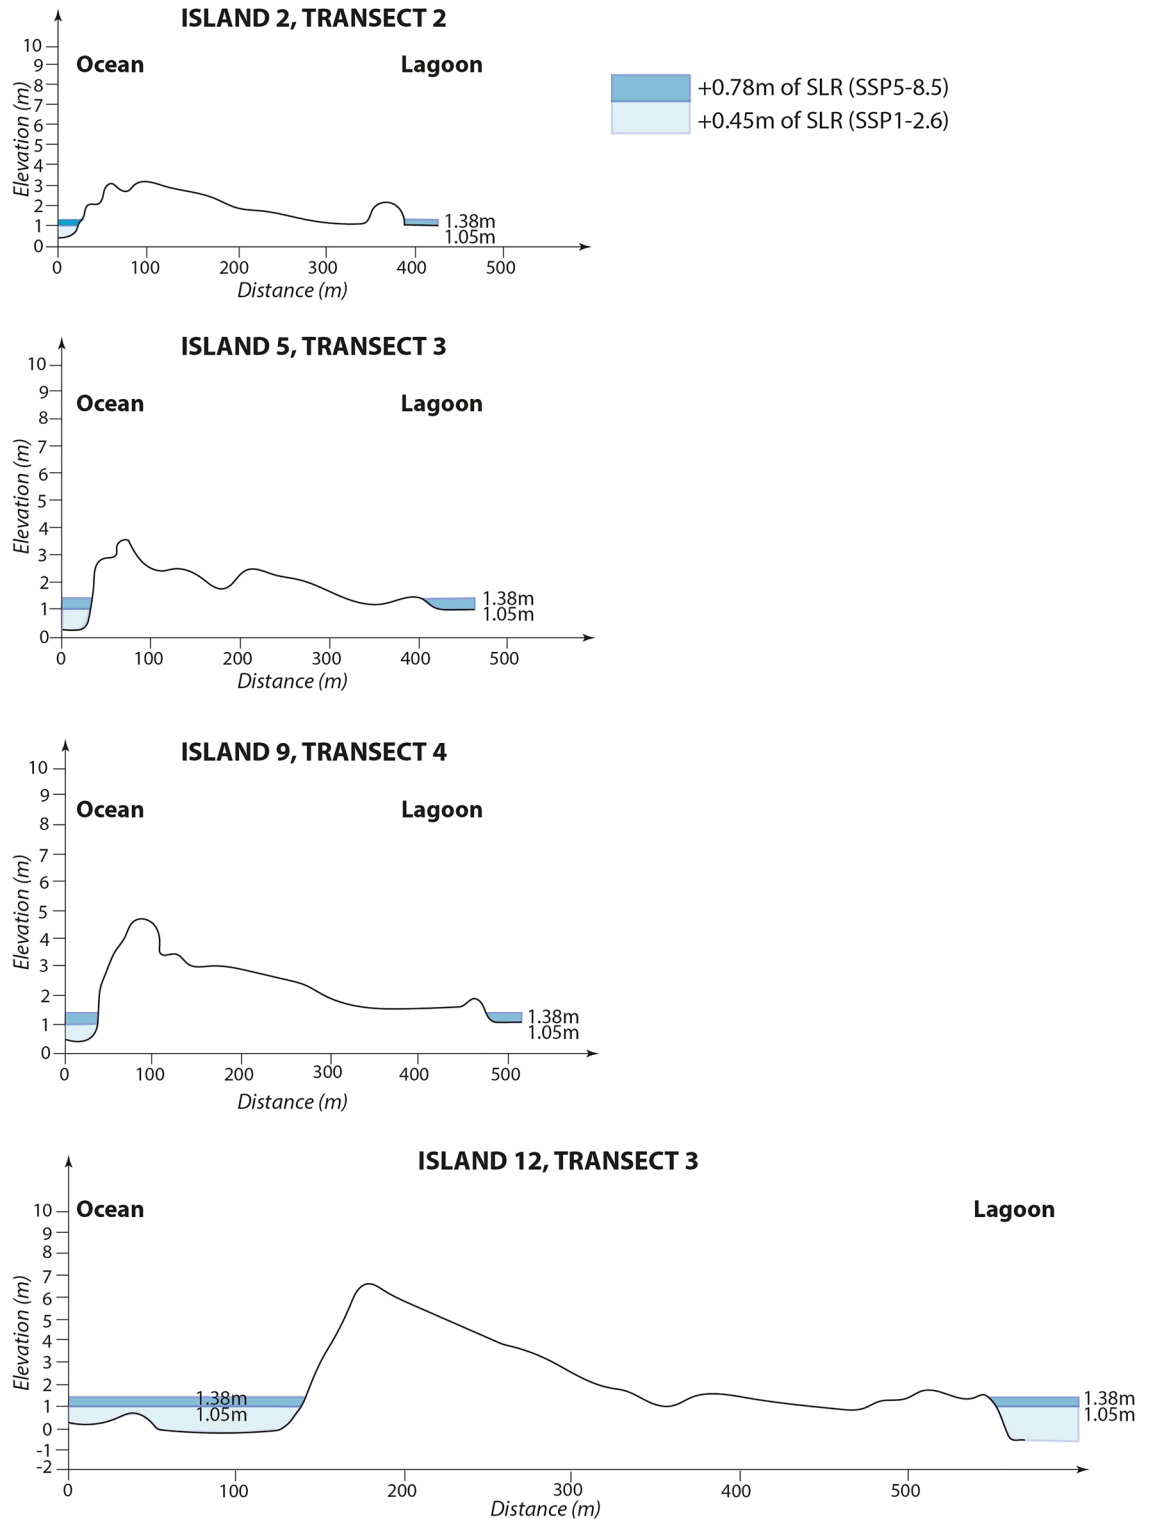 ISLAND 2, TRANSECT 2
Ocean
Lagoon
+0.78m of SLR (SSP5-8.5)
+0.45m of SLR (SSP1-2.6)
Elevation (m)
10
9
8
7
6
5
4
3
2
1
0
1.38m
1.05m
0 100 200 300 400 500
Distance (m)
ISLAND 5, TRANSECT 3
Ocean
Lagoon
Elevation (m)
10
9
8
7
6
5
4
3
2
1
0
1.38m
1.05m
0 100 200 300 400 500
Distance (m)
ISLAND 9, TRANSECT 4
Ocean
Lagoon
Elevation (m)
10
9
8
7
6
5
4
3
2
1
0
1.38m
1.05m
0 100 200 300 400 500
Distance (m)
ISLAND 12, TRANSECT 3
Ocean
Lagoon
Elevation (m)
10
9
8
7
6
5
4
3
2
1
0
-1
-2
1.38m
1.05m
1.38m
1.05m
0 100 200 300 400 500
Distance (m)